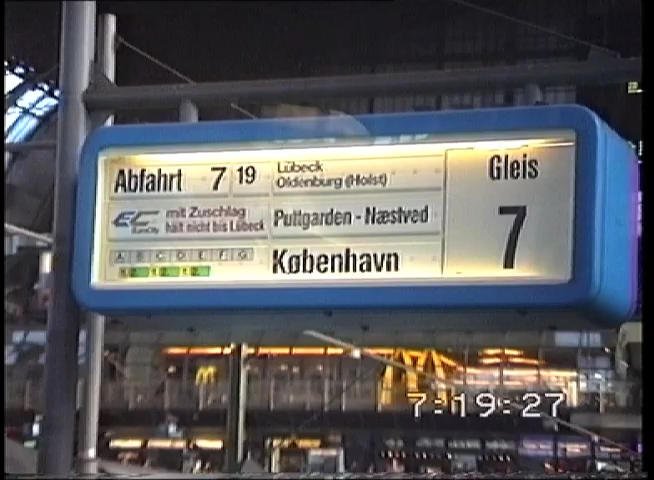 Abfahrt 7 19
Lübeck
Oldenburg (Holst)
EC mit Zuschlag
EuroCity hält nicht bis Lübeck
Puttgarden - Næstved
A B C D E F G
København
Gleis
7
7:19:27